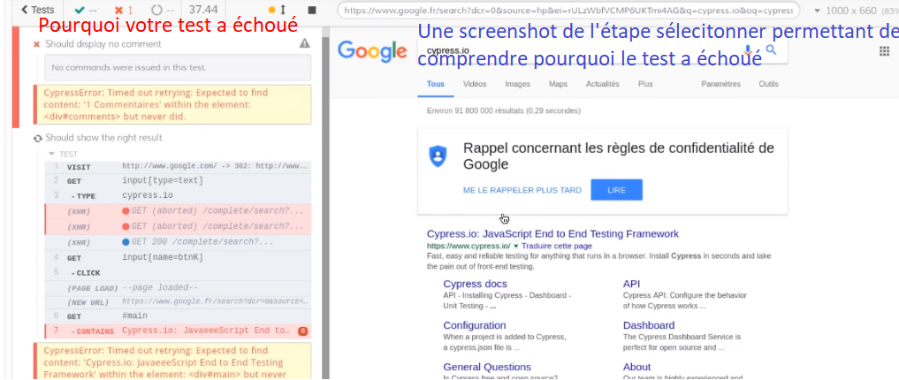 Tests
--
1
--
37.44
https://www.google.fr/search?dcr=0&source=hp&ei=rULzWbfVCMP6UKTmi4AG&q=cypress.io&oq=cypress
1000 x 660 (83%
Pourquoi votre test a échoué
Should display no comment
No commands were issued in this test.
CypressError: Timed out retrying: Expected to find
content: '1 Commentaires' within the element:
<div#comments> but never did.
Should show the right result
TEST
1 VISIT http://www.google.com/ -> 302: http://www...
2 GET input[type=text]
3 - TYPE cypress.io
(XHR) GET (aborted) /complete/search?...
(XHR) GET (aborted) /complete/search?...
(XHR) GET 200 /complete/search?...
4 GET input[name=btnK]
5 - CLICK
(PAGE LOAD) --page loaded--
(NEW URL) https://www.google.fr/search?dcr=0&source=...
6 GET #main
7 - CONTAINS Cypress.io: JavaeeeScript End to... 0
CypressError: Timed out retrying: Expected to find
content: 'Cypress.io: JavaeeeScript End to End Testing
Framework' within the element: <div#main> but never
Une screenshot de l'étape sélecitonner permettant de
comprendre pourquoi le test a échoué
Google
cypress.io
Tous Vidéos Images Maps Actualités Plus Paramètres Outils
Environ 91 800 000 résultats (0,29 secondes)
Rappel concernant les règles de confidentialité de
Google
ME LE RAPPELER PLUS TARD LIRE
Cypress.io: JavaScript End to End Testing Framework
https://www.cypress.io/ ▾ Traduire cette page
Fast, easy and reliable testing for anything that runs in a browser. Install Cypress in seconds and take
the pain out of front-end testing.
Cypress docs
API - Installing Cypress - Dashboard -
Unit Testing - ...
API
Cypress API: Configure the behavior
of how Cypress works ...
Configuration
When a project is added to Cypress,
a cypress.json file is ...
Dashboard
The Cypress Dashboard Service is
perfect for open source and ...
General Questions
Is Cypress free and open source?
About
Our team is highly experienced and